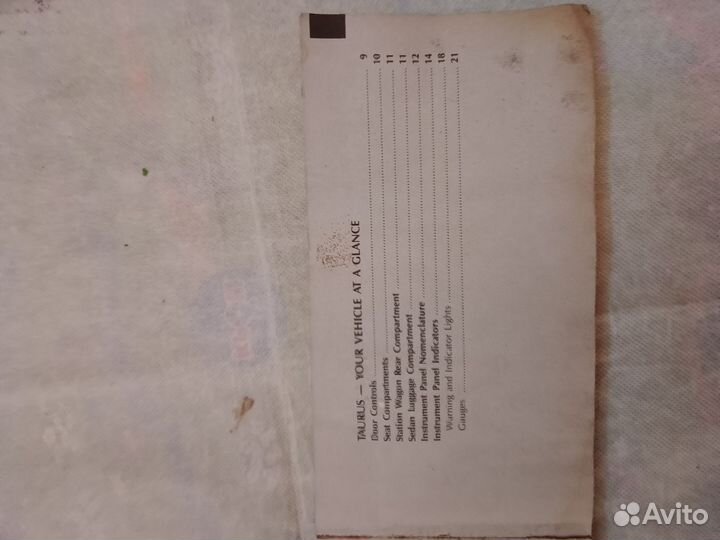 TAURUS — YOUR VEHICLE AT A GLANCE
Door Controls ........ 9
Seat Compartments ........ 10
Station Wagon Rear Compartment ........ 11
Sedan Luggage Compartment ........ 11
Instrument Panel Nomenclature ........ 12
Instrument Panel Indicators ........ 14
Warning and Indicator Lights ........ 18
Gauges ........ 21
Avito